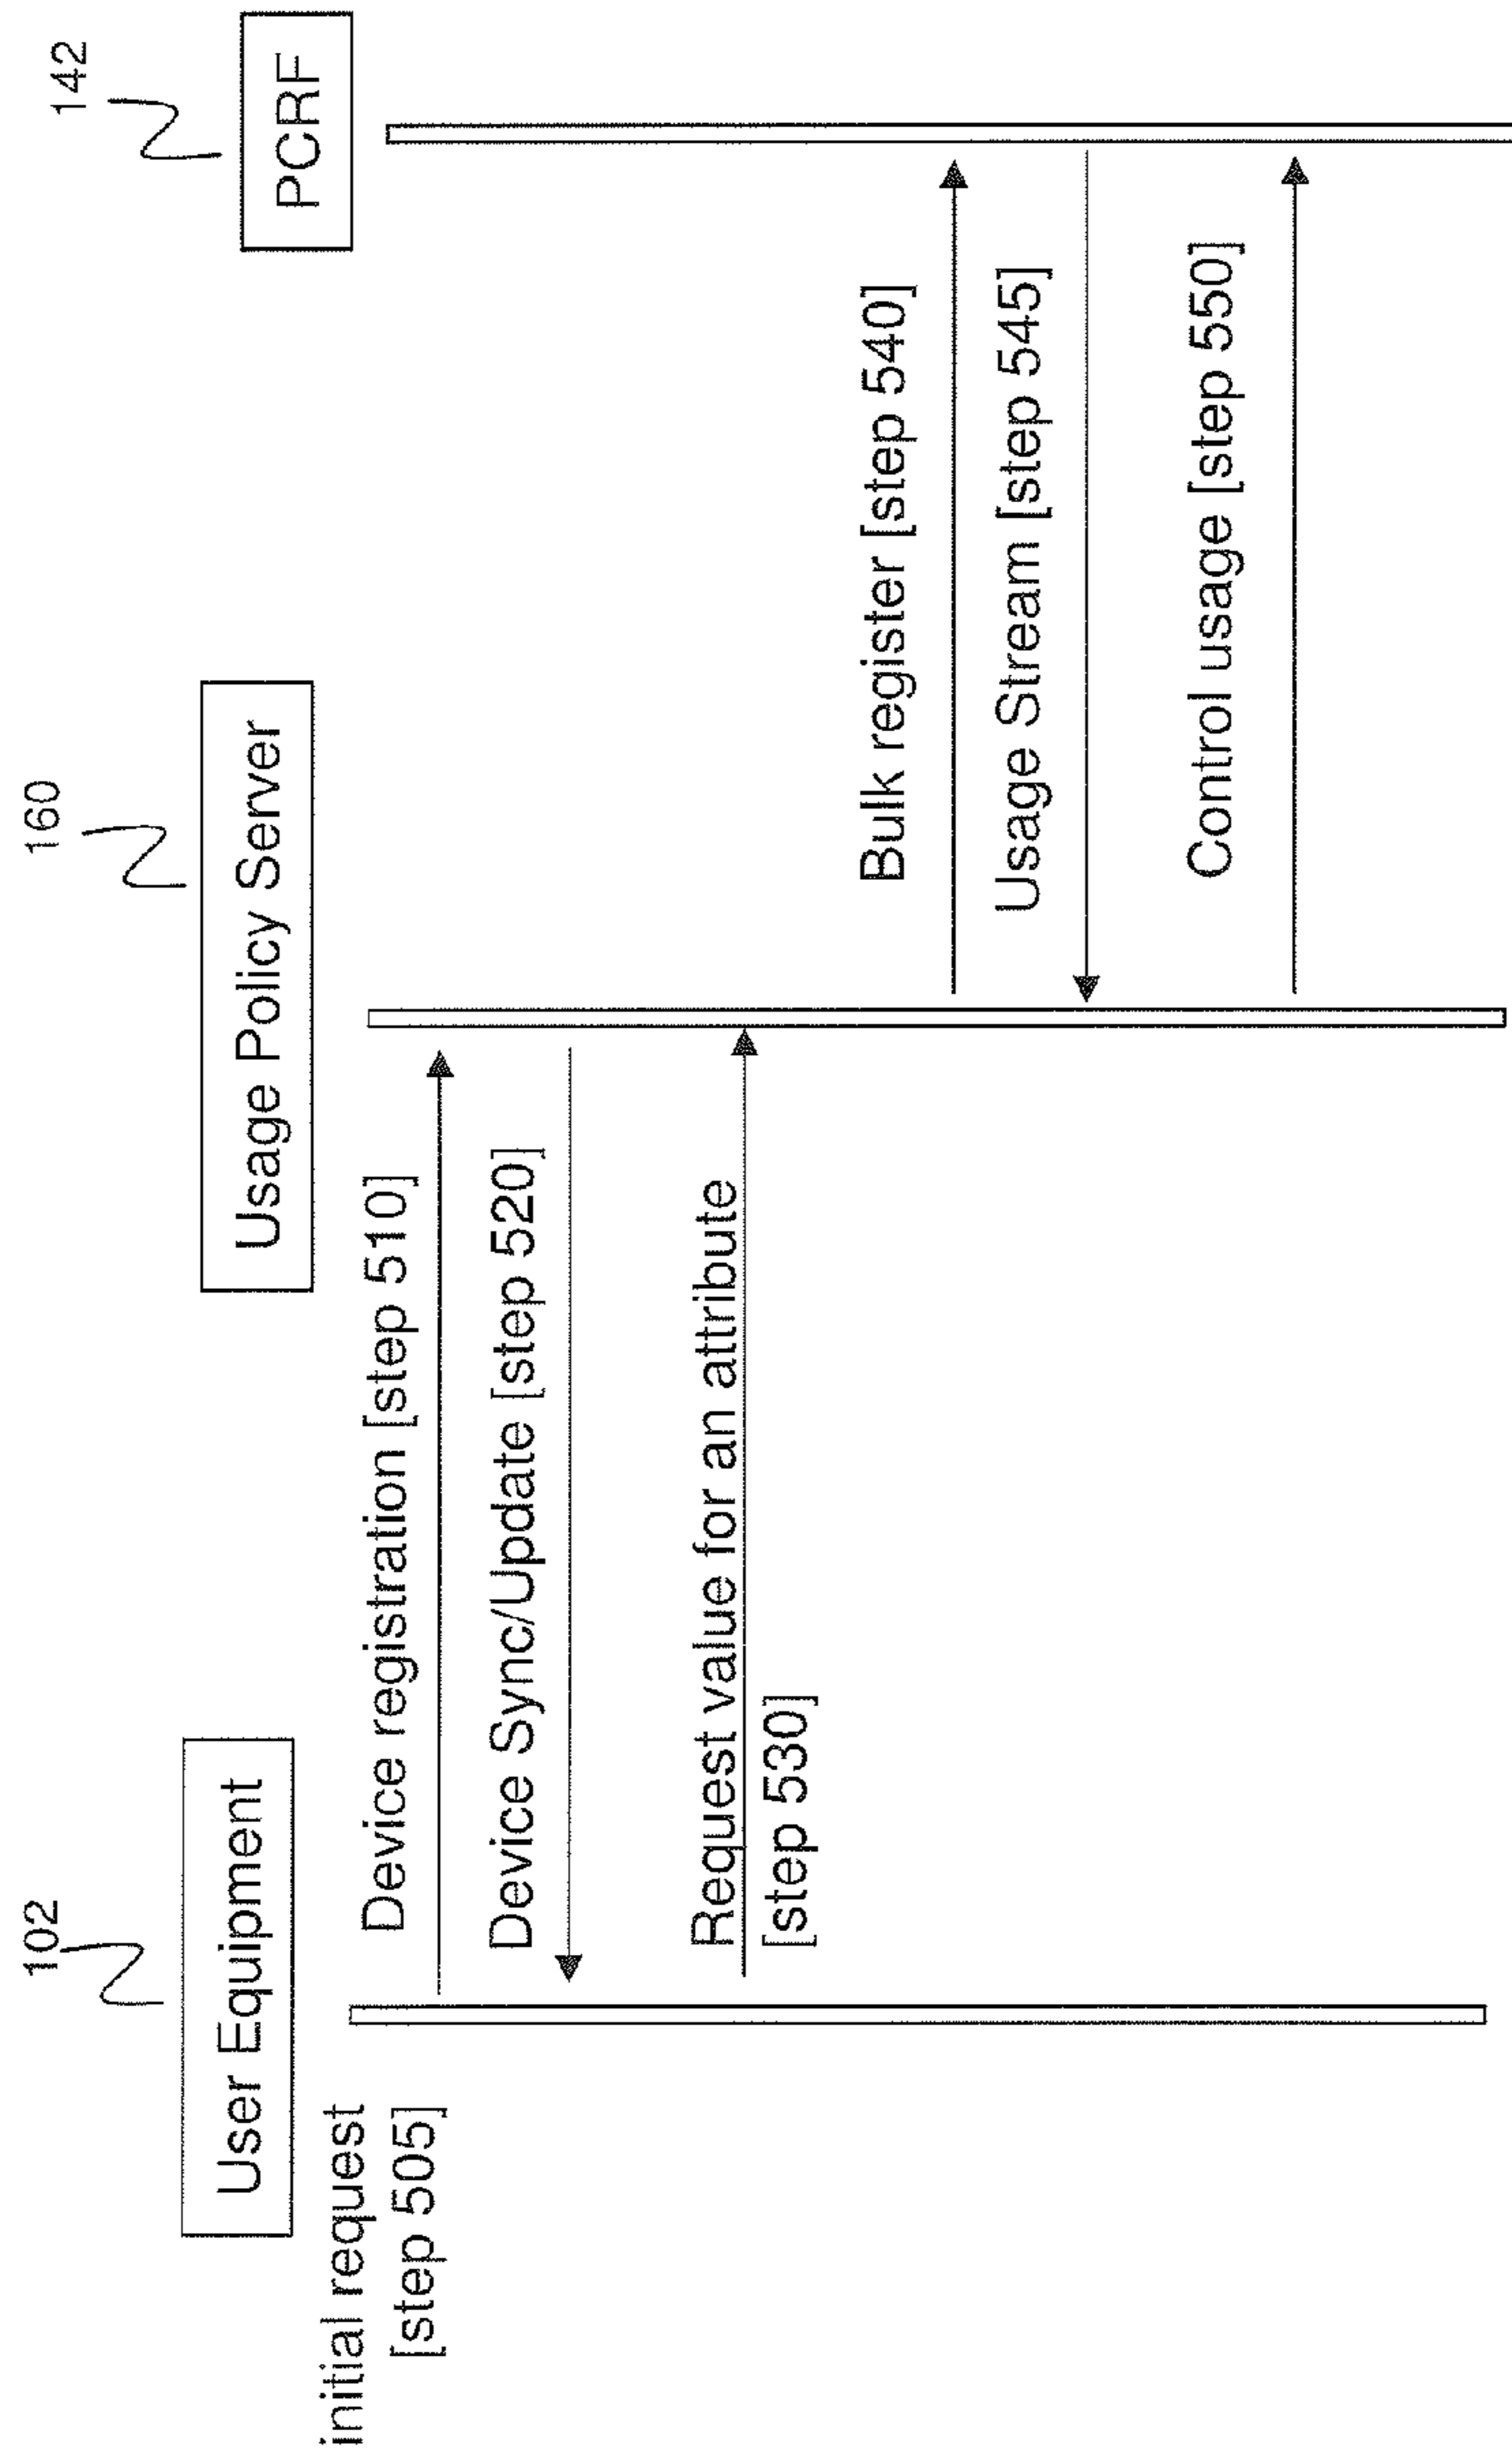 102
160
142
User Equipment
Usage Policy Server
PCRF
initial request
[step 505]
Device registration [step 510]
Device Sync/Update [step 520]
Request value for an attribute
[step 530]
Bulk register [step 540]
Usage Stream [step 545]
Control usage [step 550]